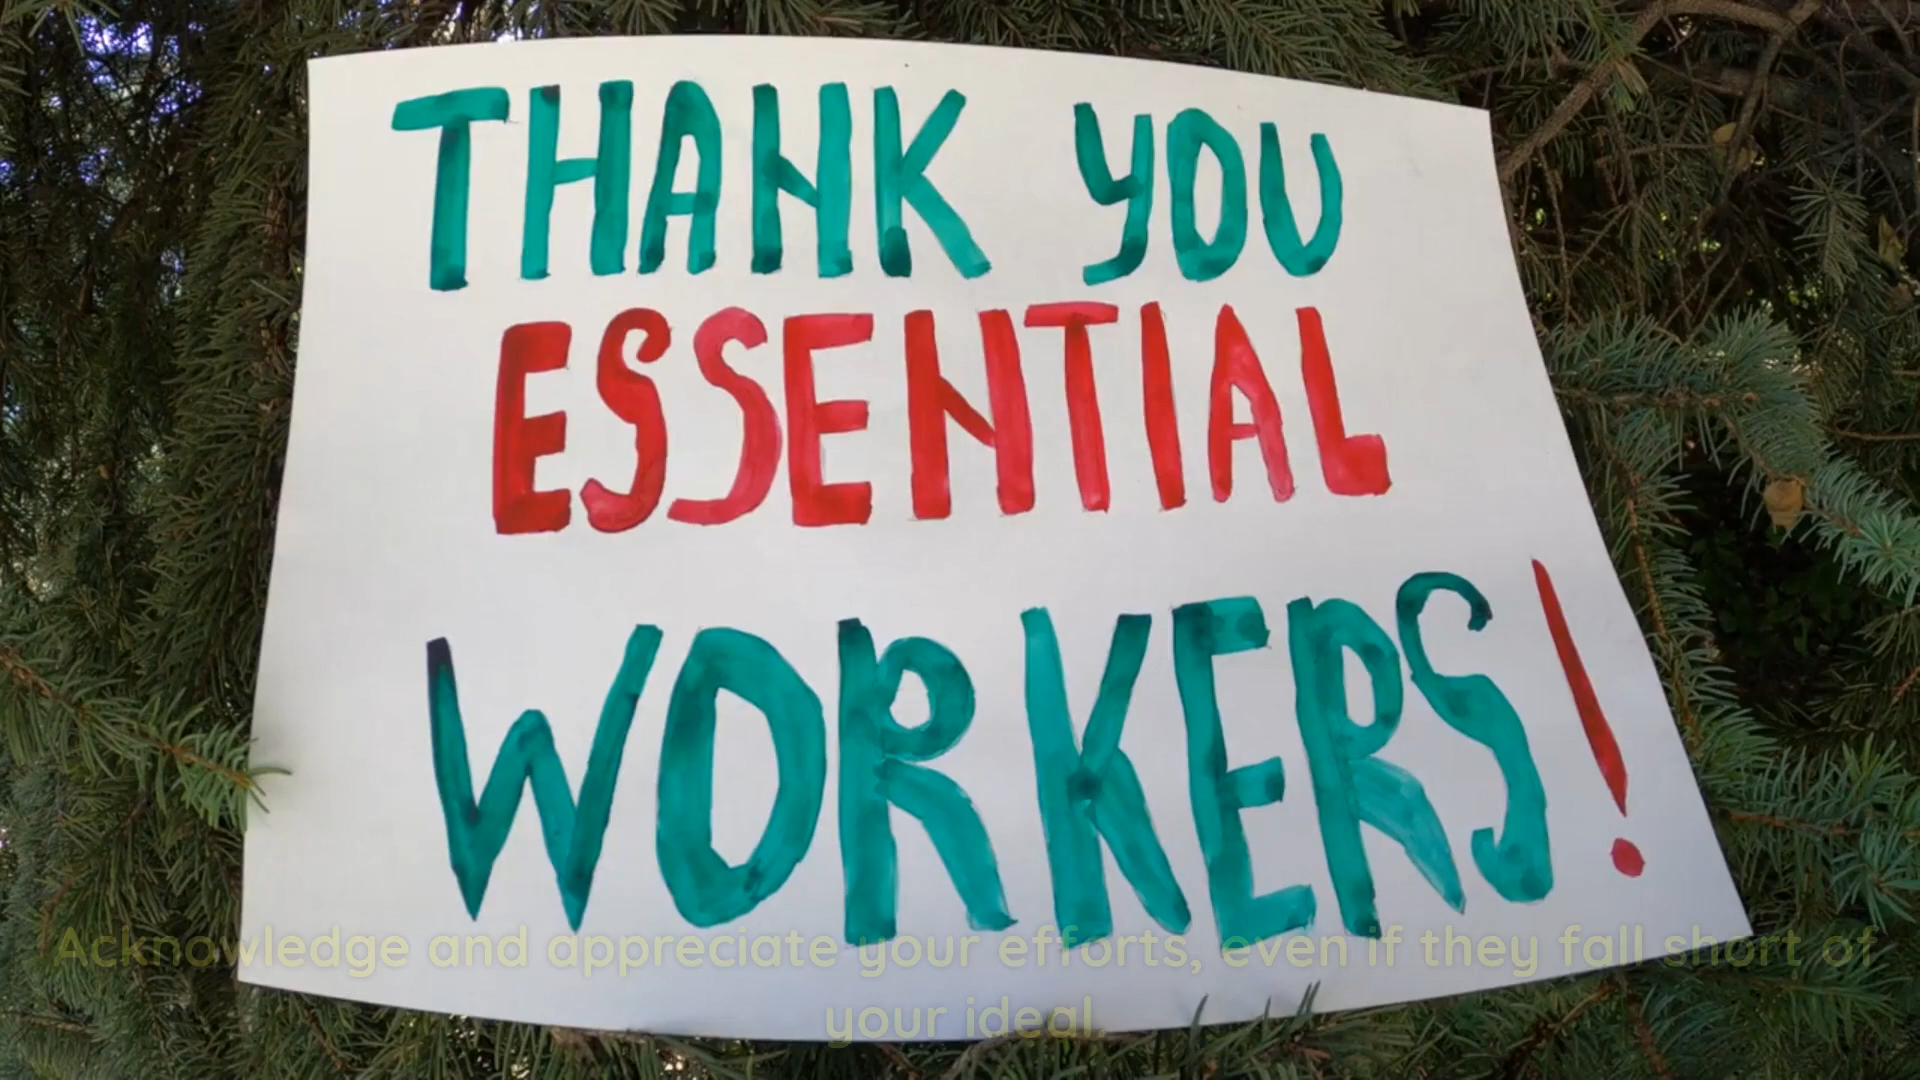 THANK YOU
ESSENTIAL
WORKERS!
Acknowledge and appreciate your efforts, even if they fall short of
your ideal.